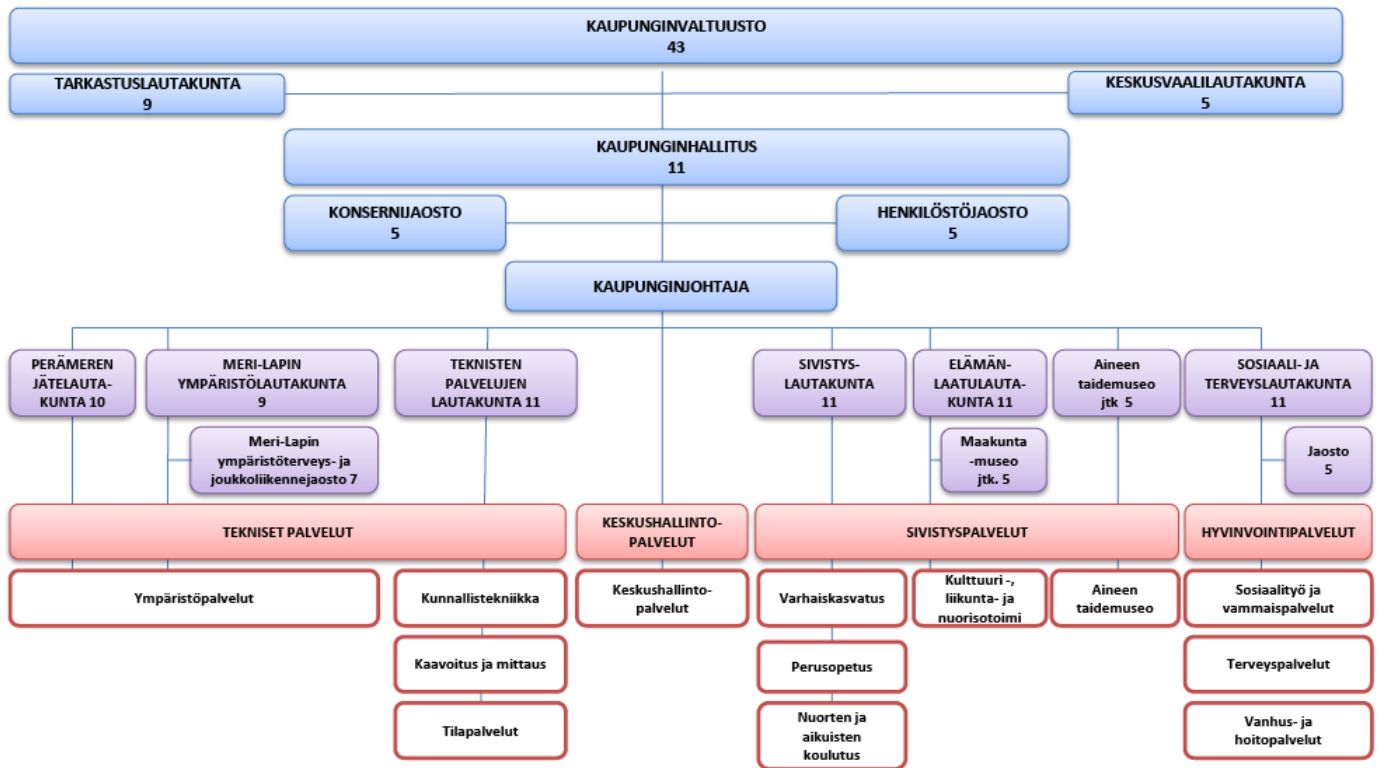 KAUPUNGINVALTUUSTO
43
TARKASTUSLAUTAKUNTA
9
KESKUSVAALILAUTAKUNTA
5
KAUPUNGINHALLITUS
11
KONSERNIJAOSTO
5
HENKILÖSTÖJAOSTO
5
KAUPUNGINJOHTAJA
PERÄMEREN
JÄTELAUTA-
KUNTA 10
MERI-LAPIN
YMPÄRISTÖLAUTAKUNTA
9
TEKNISTEN
PALVELUJEN
LAUTAKUNTA 11
SIVISTYS-
LAUTAKUNTA
11
ELÄMÄN-
LAATULAUTA-
KUNTA 11
Aineen
taidemuseo
jtk 5
SOSIAALI- JA
TERVEYSLAUTAKUNTA
11
Meri-Lapin
ympäristöterveys- ja
joukkoliikennejaosto 7
Maakunta
-museo
jtk. 5
Jaosto
5
TEKNISET PALVELUT
KESKUSHALLINTO-
PALVELUT
SIVISTYSPALVELUT
HYVINVOINTIPALVELUT
Ympäristöpalvelut
Kunnallistekniikka
Keskushallinto-
palvelut
Varhaiskasvatus
Kulttuuri -,
liikunta- ja
nuorisotoimi
Aineen
taidemuseo
Sosiaalityö ja
vammaispalvelut
Kaavoitus ja mittaus
Perusopetus
Terveyspalvelut
Tilapalvelut
Nuorten ja
aikuisten
koulutus
Vanhus- ja
hoitopalvelut